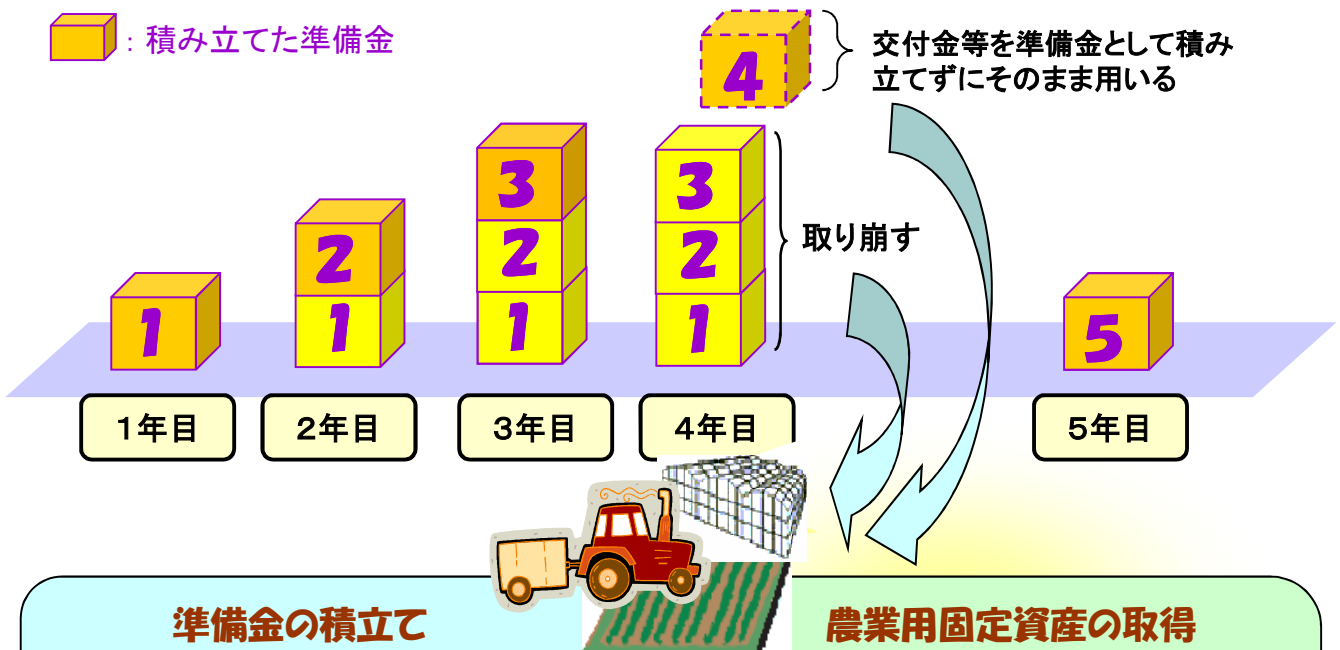 ：積み立てた準備金
4
交付金等を準備金として積み
立てずにそのまま用いる
1
2
1
3
2
1
3
2
1
取り崩す
5
1年目
2年目
3年目
4年目
5年目
準備金の積立て
農業用固定資産の取得